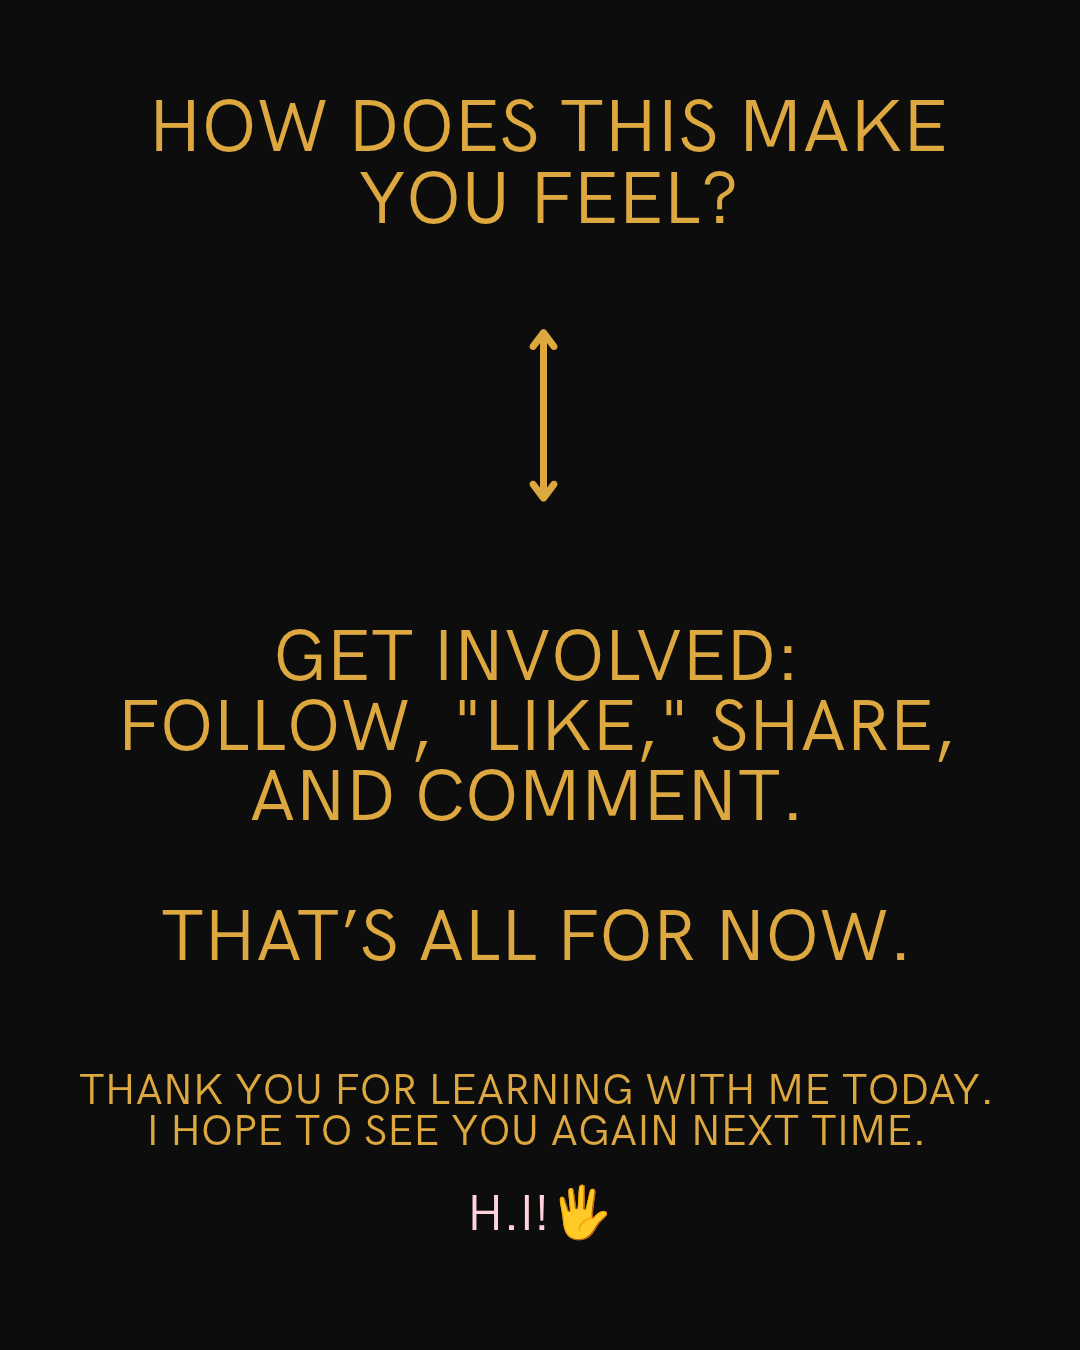 HOW DOES THIS MAKE
YOU FEEL?
GET INVOLVED:
FOLLOW, "LIKE," SHARE,
AND COMMENT.
THAT’S ALL FOR NOW.
THANK YOU FOR LEARNING WITH ME TODAY.
I HOPE TO SEE YOU AGAIN NEXT TIME.
H.I!🖐